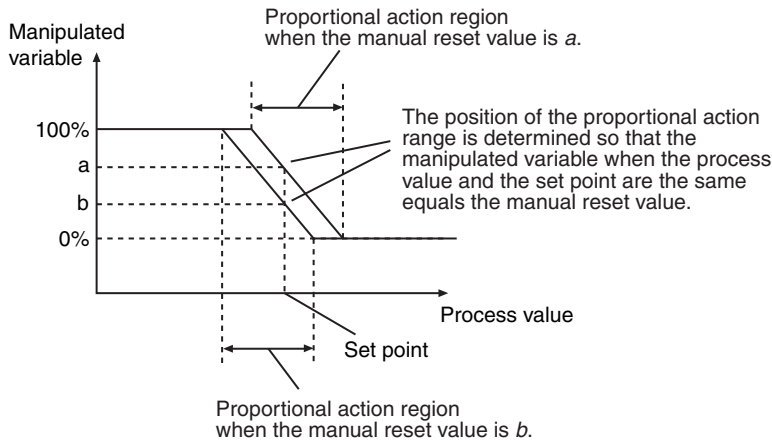 Proportional action region
when the manual reset value is a.
Manipulated
variable
The position of the proportional action
range is determined so that the
manipulated variable when the process
value and the set point are the same
equals the manual reset value.
100%
a
b
0%
Process value
Set point
Proportional action region
when the manual reset value is b.